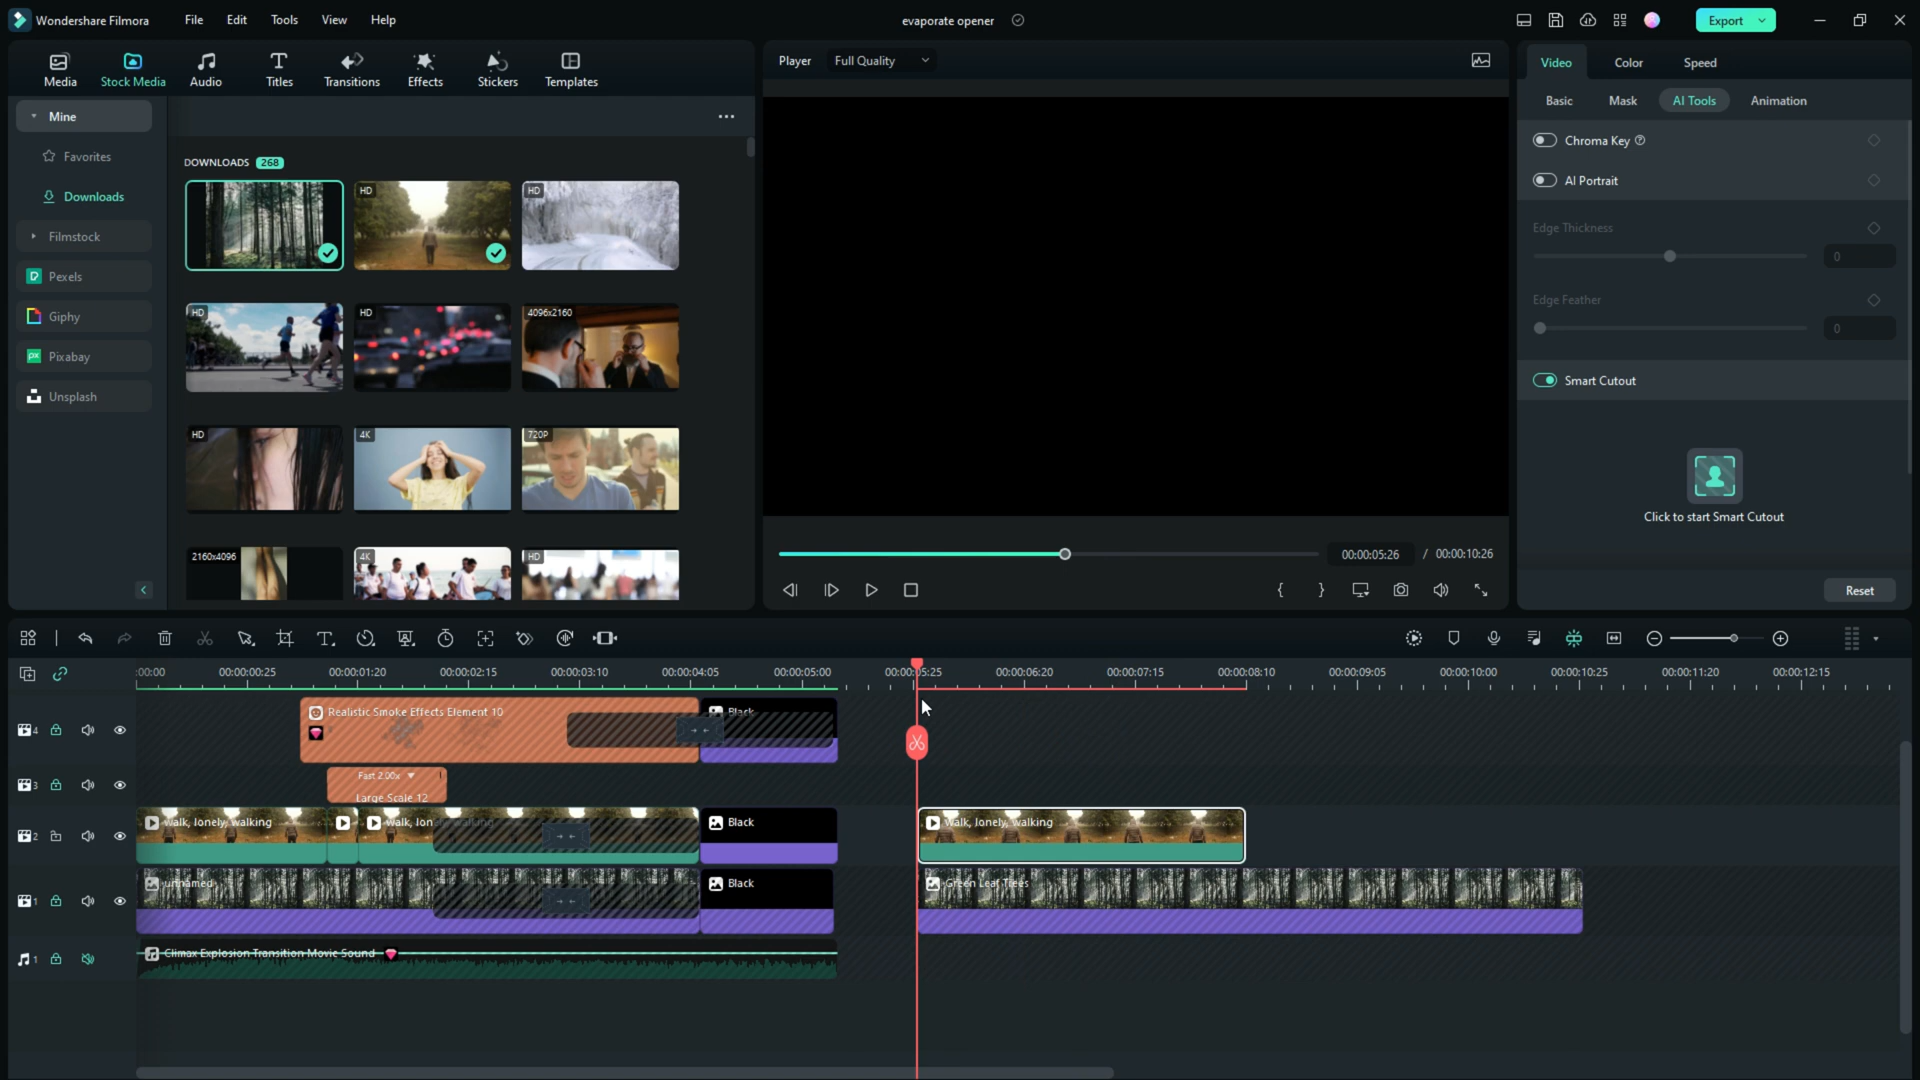 Wondershare Filmora
File
Edit
Tools
View
Help
evaporate opener
Export
Media
Stock Media
Audio
Titles
Transitions
Effects
Stickers
Templates
Player
Full Quality
Video
Color
Speed
Mine
Basic
Mask
AI Tools
Animation
Favorites
DOWNLOADS 268
Chroma Key
AI Portrait
Downloads
HD
HD
Edge Thickness
0
Filmstock
Pexels
HD
HD
4096x2160
Edge Feather
0
Giphy
Pixabay
px
Smart Cutout
Unsplash
HD
4K
720P
Click to start Smart Cutout
2160x4096
4K
HD
00:00:05:26 / 00:00:10:26
Reset
:00:00
00:00:00:25
00:00:01:20
00:00:02:15
00:00:03:10
00:00:04:05
00:00:05:00
00:00:05:25
00:00:06:20
00:00:07:15
00:00:08:10
00:00:09:05
00:00:10:00
00:00:10:25
00:00:11:20
00:00:12:15
4
Realistic Smoke Effects Element 10
Black
3
Fast 2.00x
Large Scale 12
2
walk, lonely, walking
walk, lon
walking
Black
walk, lonely, walking
1
unnamed
Black
Green Leaf Trees
1
Climax Explosion Transition Movie Sound